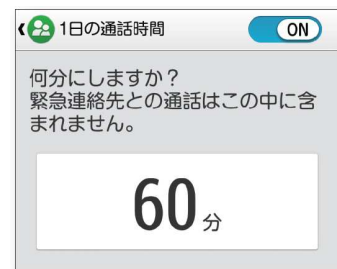 1日の通話時間
ON
何分にしますか？
緊急連絡先との通話はこの中に含
まれません。
60分